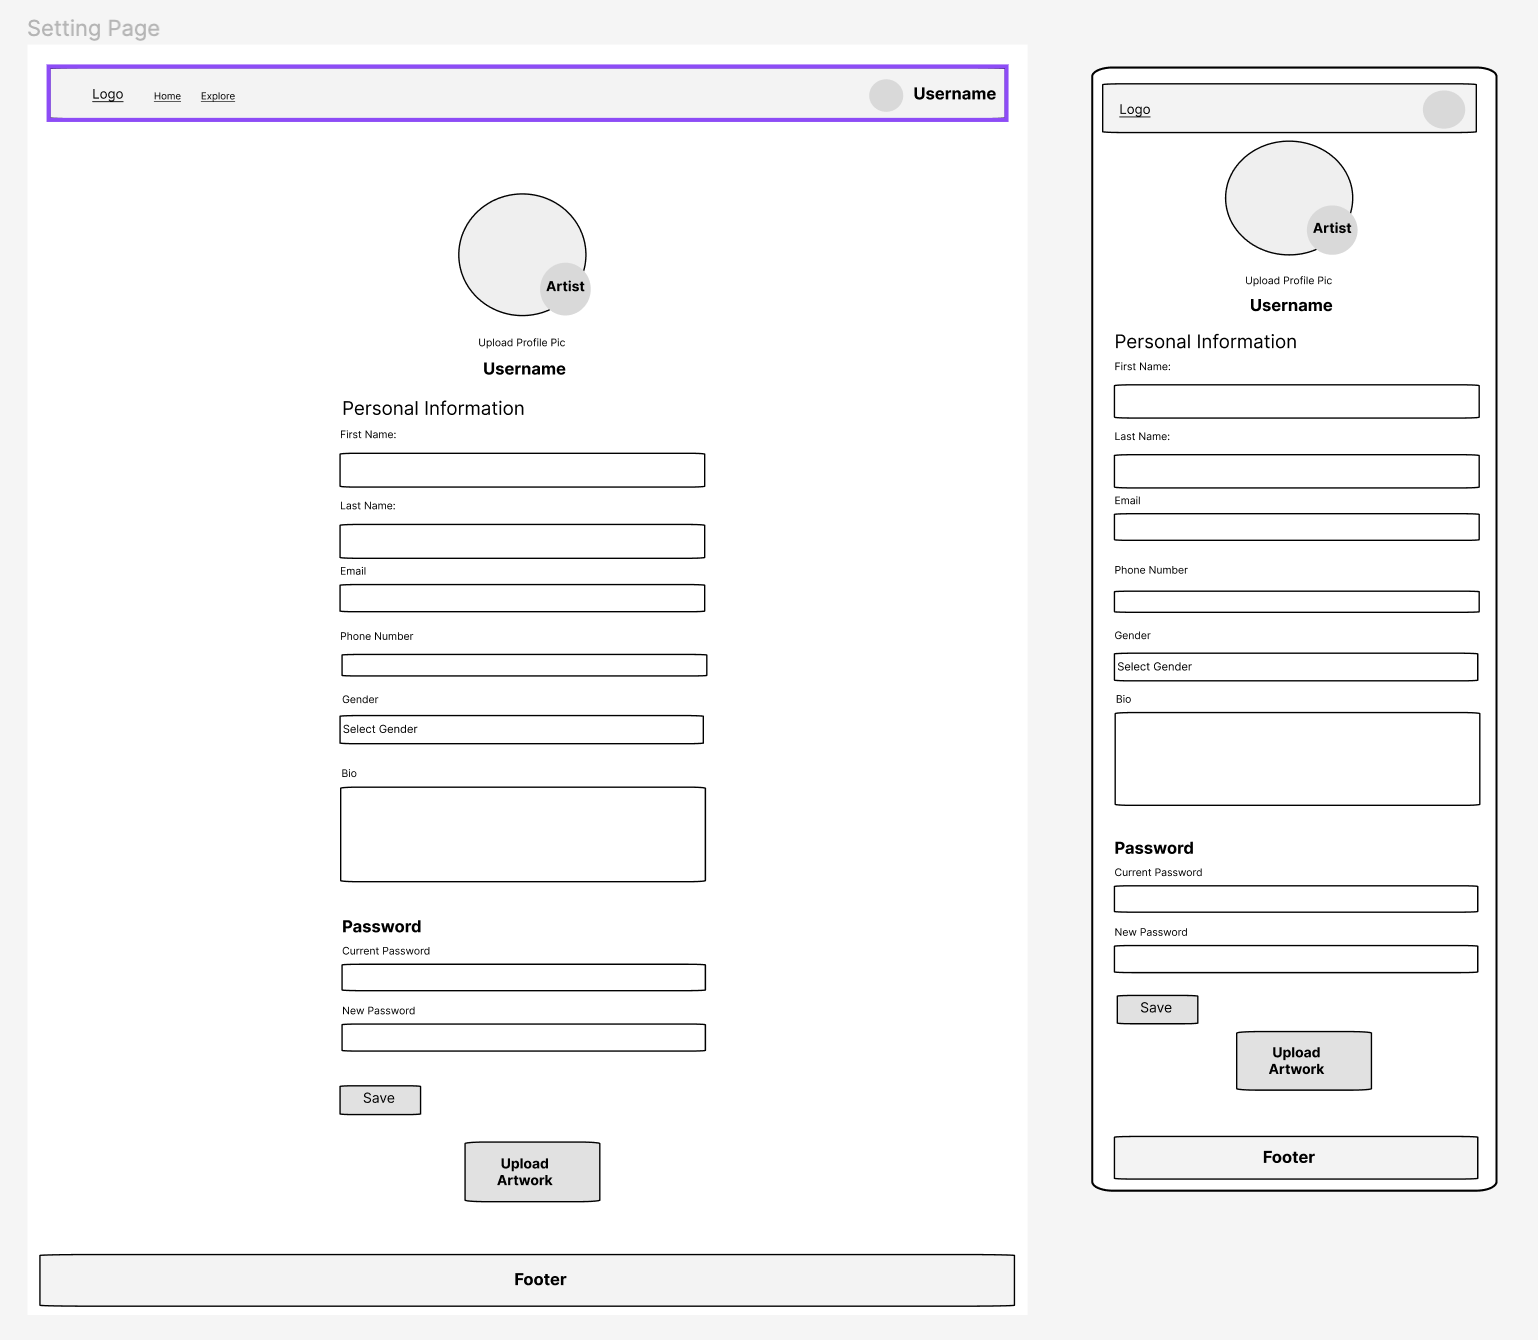 Setting Page
Logo
Home
Explore
Username
Artist
Upload Profile Pic
Username
Personal Information
First Name:
Last Name:
Email
Phone Number
Gender
Select Gender
Bio
Password
Current Password
New Password
Save
Upload
Artwork
Footer
Logo
Artist
Upload Profile Pic
Username
Personal Information
First Name:
Last Name:
Email
Phone Number
Gender
Select Gender
Bio
Password
Current Password
New Password
Save
Upload
Artwork
Footer